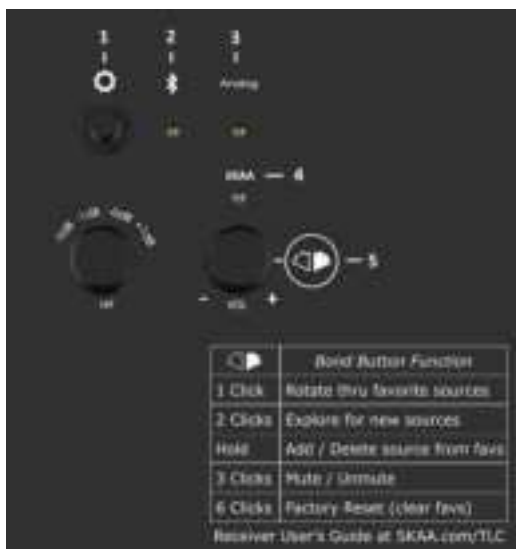 1 2 3
Analog
SKAA 4
5
- VOL +
Bond Button Function
1 Click Rotate thru favorite sources
2 Clicks Explore for new sources
Hold Add / Delete source from favs
3 Clicks Mute / Unmute
6 Clicks Factory Reset (clear favs)
Receiver User's Guide at SKAA.com/TLC